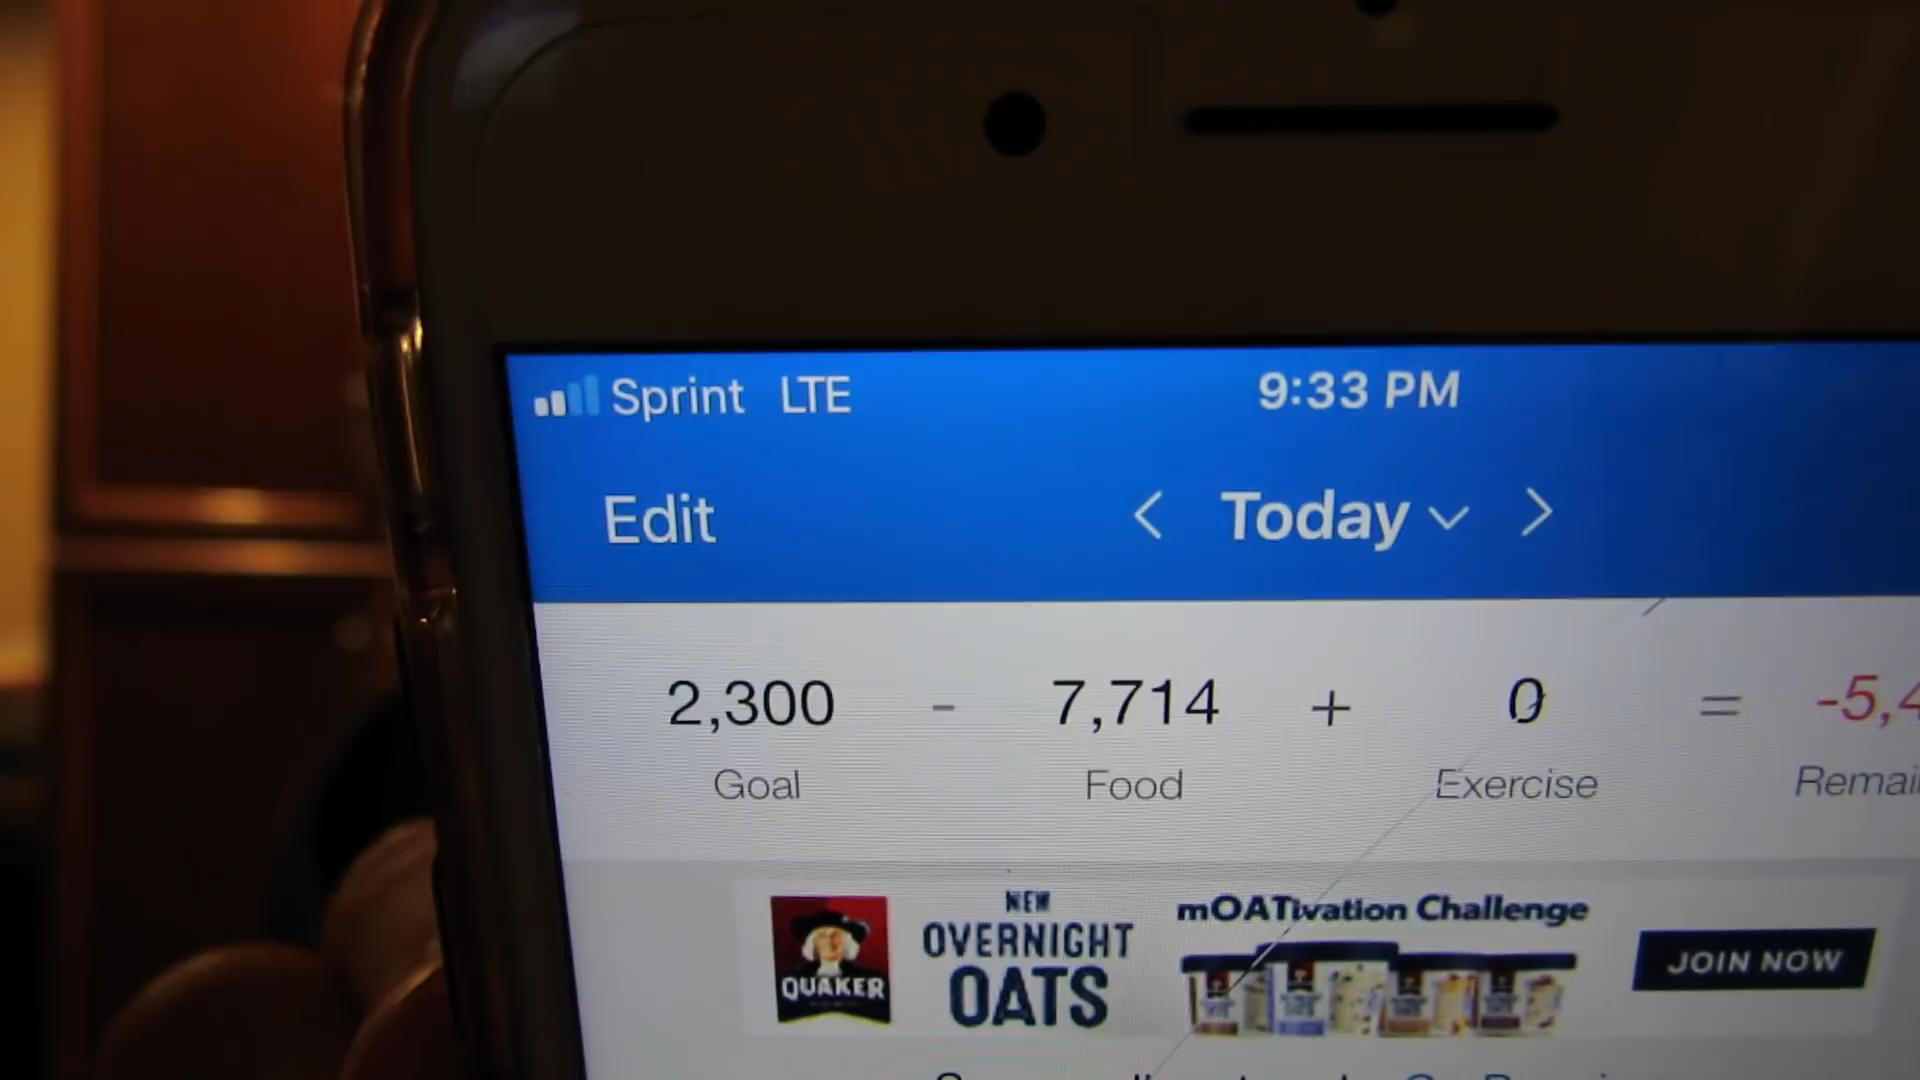 Sprint LTE 9:33 PM
Edit < Today >
2,300 - 7,714 + 0 = -5,4
Goal Food Exercise Remai
QUAKER
NEW
OVERNIGHT
OATS
mOATivation Challenge
JOIN NOW